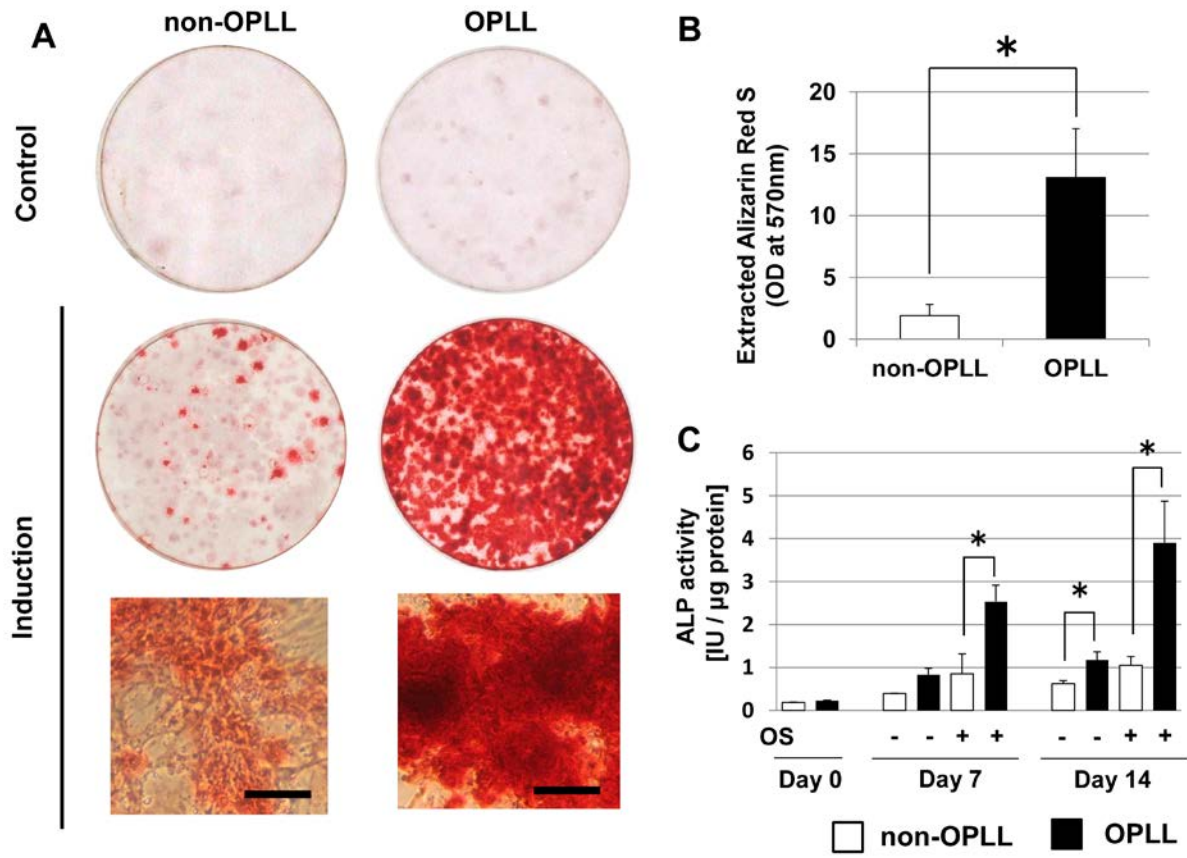 A
non-OPLL
OPLL
Control
Induction
B
*
Extracted Alizarin Red S
(OD at 570nm)
20
15
10
5
0
non-OPLL
OPLL
C
ALP activity
[IU / µg protein]
6
5
4
3
2
1
0
*
*
*
OS
- - + + - - + +
Day 0 Day 7 Day 14
non-OPLL OPLL